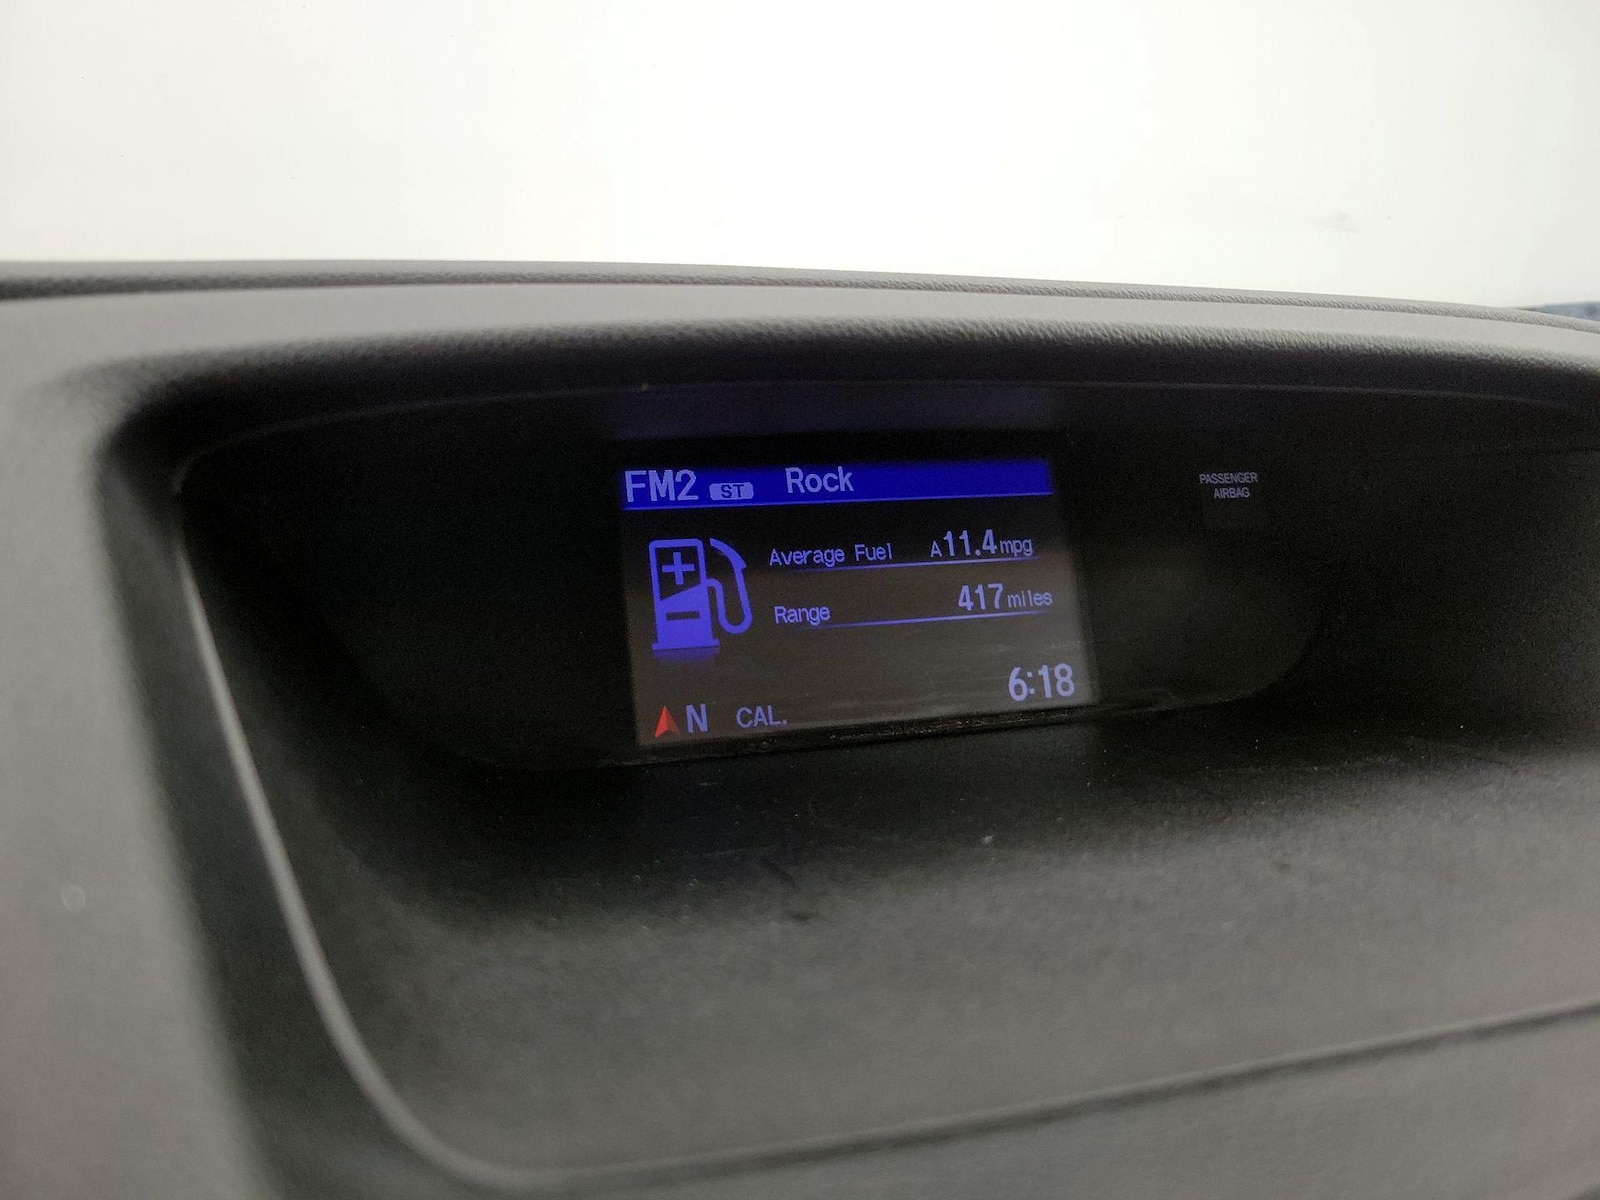 FM2 ST Rock
PASSENGER
AIRBAG
Average Fuel A11.4mpg
Range 417miles
6:18
N CAL.